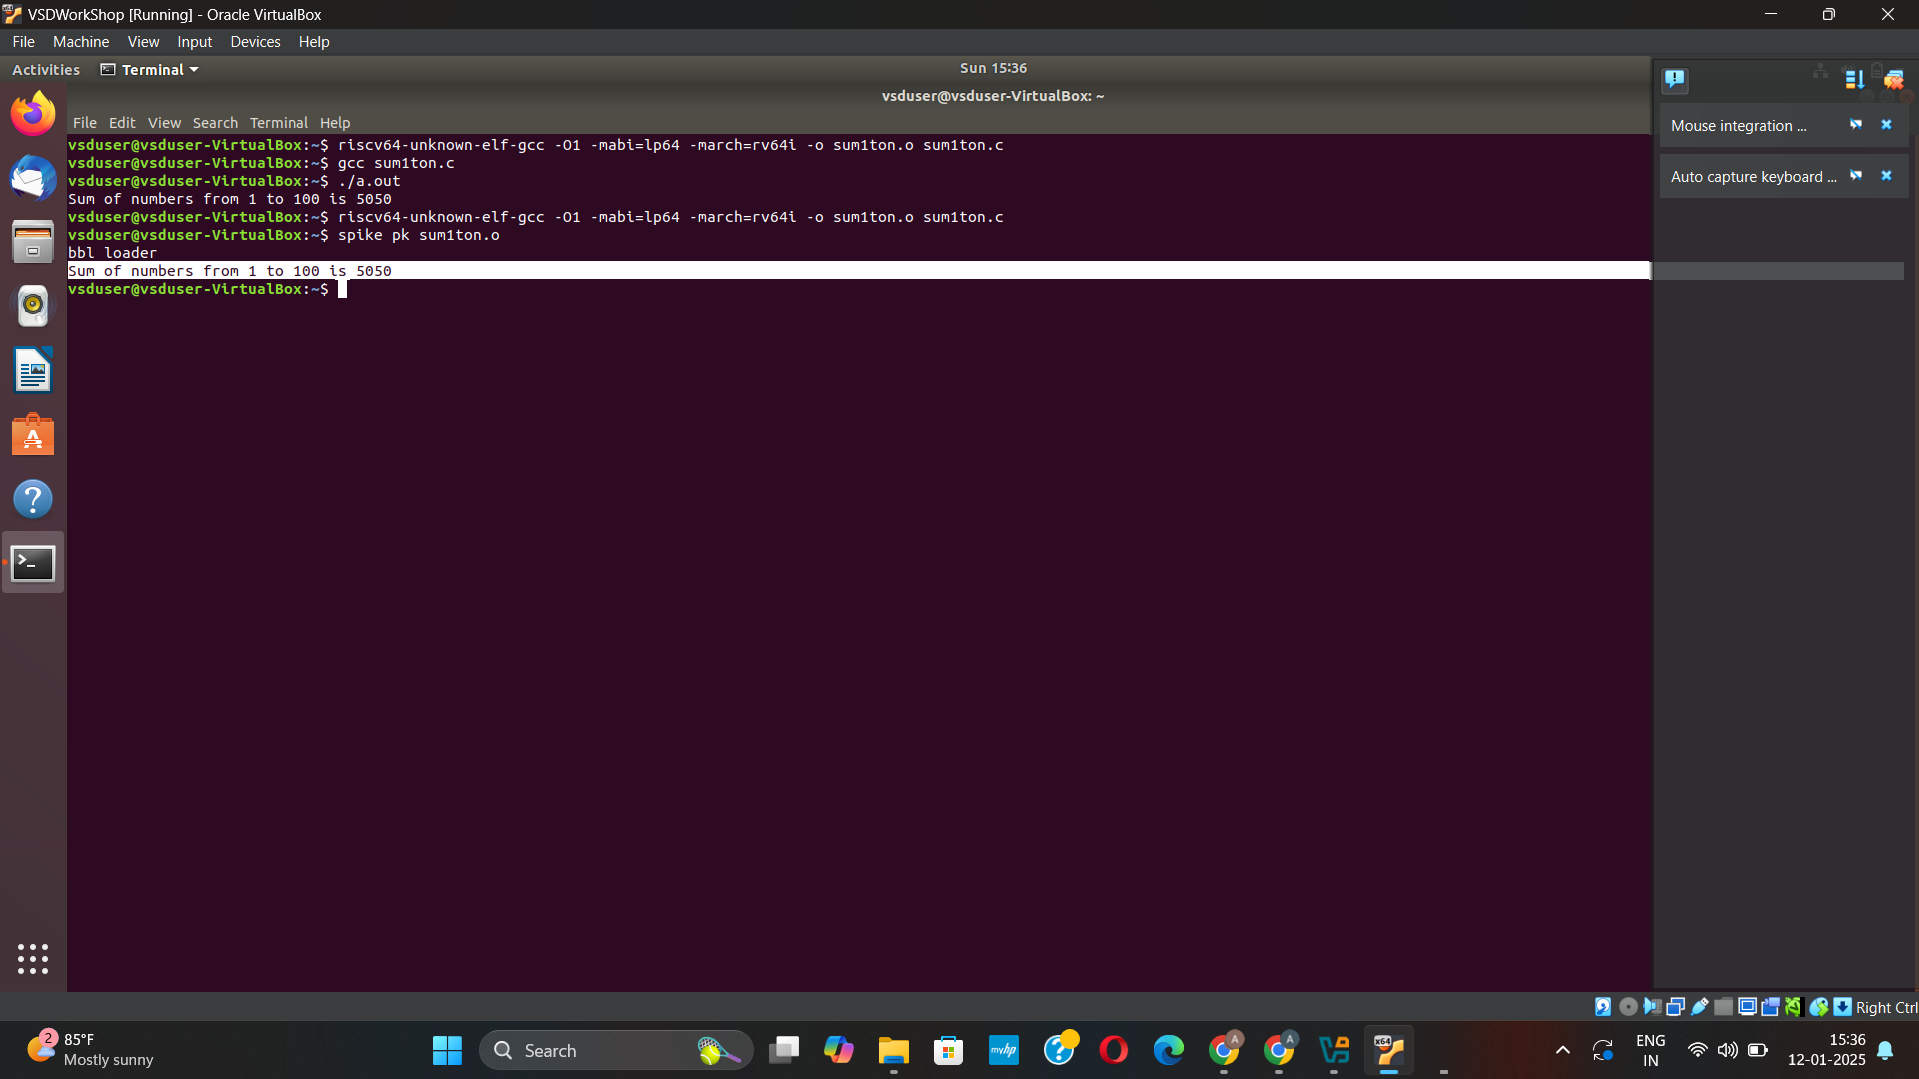 VSDWorkShop [Running] - Oracle VirtualBox
File Machine View Input Devices Help
Activities Terminal
Sun 15:36
vsduser@vsduser-VirtualBox: ~
File Edit View Search Terminal Help
vsduser@vsduser-VirtualBox:~$ riscv64-unknown-elf-gcc -O1 -mabi=lp64 -march=rv64i -o sum1ton.o sum1ton.c
vsduser@vsduser-VirtualBox:~$ gcc sum1ton.c
vsduser@vsduser-VirtualBox:~$ ./a.out
Sum of numbers from 1 to 100 is 5050
vsduser@vsduser-VirtualBox:~$ riscv64-unknown-elf-gcc -O1 -mabi=lp64 -march=rv64i -o sum1ton.o sum1ton.c
vsduser@vsduser-VirtualBox:~$ spike pk sum1ton.o
bbl loader
Sum of numbers from 1 to 100 is 5050
vsduser@vsduser-VirtualBox:~$
Mouse integration ...
Auto capture keyboard ...
Right Ctrl
2
85°F
Mostly sunny
Search
myhp
A
A
x64
ENG
IN
15:36
12-01-2025